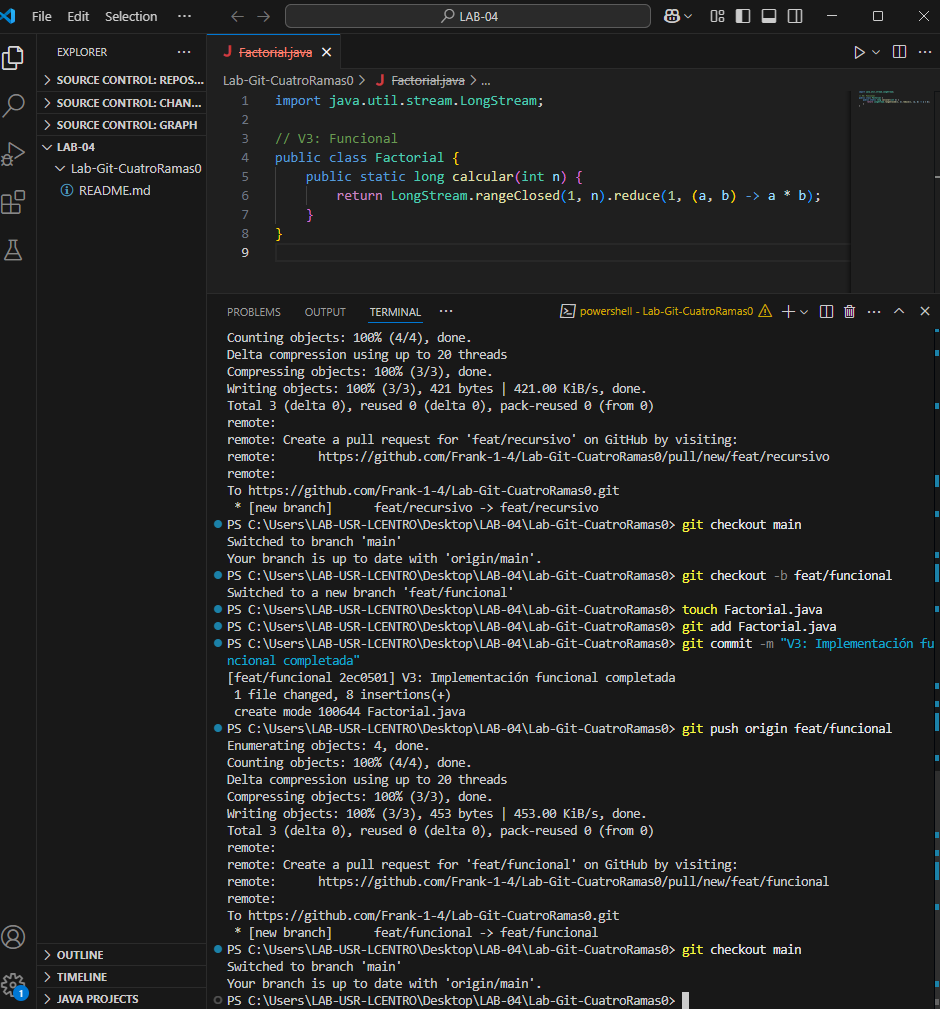 File Edit Selection ··· LAB-04
EXPLORER ···
SOURCE CONTROL: REPOS...
SOURCE CONTROL: CHAN...
SOURCE CONTROL: GRAPH
LAB-04
Lab-Git-CuatroRamas0
README.md
OUTLINE
TIMELINE
JAVA PROJECTS
1
J Factorial.java
Lab-Git-CuatroRamas0 > J Factorial.java > ...
1 import java.util.stream.LongStream;
2
3 // V3: Funcional
4 public class Factorial {
5 public static long calcular(int n) {
6 return LongStream.rangeClosed(1, n).reduce(1, (a, b) -> a * b);
7 }
8 }
9
PROBLEMS OUTPUT TERMINAL ··· powershell - Lab-Git-CuatroRamas0
Counting objects: 100% (4/4), done.
Delta compression using up to 20 threads
Compressing objects: 100% (3/3), done.
Writing objects: 100% (3/3), 421 bytes | 421.00 KiB/s, done.
Total 3 (delta 0), reused 0 (delta 0), pack-reused 0 (from 0)
remote:
remote: Create a pull request for 'feat/recursivo' on GitHub by visiting:
remote: https://github.com/Frank-1-4/Lab-Git-CuatroRamas0/pull/new/feat/recursivo
remote:
To https://github.com/Frank-1-4/Lab-Git-CuatroRamas0.git
* [new branch] feat/recursivo -> feat/recursivo
PS C:\Users\LAB-USR-LCENTRO\Desktop\LAB-04\Lab-Git-CuatroRamas0> git checkout main
Switched to branch 'main'
Your branch is up to date with 'origin/main'.
PS C:\Users\LAB-USR-LCENTRO\Desktop\LAB-04\Lab-Git-CuatroRamas0> git checkout -b feat/funcional
Switched to a new branch 'feat/funcional'
PS C:\Users\LAB-USR-LCENTRO\Desktop\LAB-04\Lab-Git-CuatroRamas0> touch Factorial.java
PS C:\Users\LAB-USR-LCENTRO\Desktop\LAB-04\Lab-Git-CuatroRamas0> git add Factorial.java
PS C:\Users\LAB-USR-LCENTRO\Desktop\LAB-04\Lab-Git-CuatroRamas0> git commit -m "V3: Implementación fu
ncional completada"
[feat/funcional 2ec0501] V3: Implementación funcional completada
1 file changed, 8 insertions(+)
create mode 100644 Factorial.java
PS C:\Users\LAB-USR-LCENTRO\Desktop\LAB-04\Lab-Git-CuatroRamas0> git push origin feat/funcional
Enumerating objects: 4, done.
Counting objects: 100% (4/4), done.
Delta compression using up to 20 threads
Compressing objects: 100% (3/3), done.
Writing objects: 100% (3/3), 453 bytes | 453.00 KiB/s, done.
Total 3 (delta 0), reused 0 (delta 0), pack-reused 0 (from 0)
remote:
remote: Create a pull request for 'feat/funcional' on GitHub by visiting:
remote: https://github.com/Frank-1-4/Lab-Git-CuatroRamas0/pull/new/feat/funcional
remote:
To https://github.com/Frank-1-4/Lab-Git-CuatroRamas0.git
* [new branch] feat/funcional -> feat/funcional
PS C:\Users\LAB-USR-LCENTRO\Desktop\LAB-04\Lab-Git-CuatroRamas0> git checkout main
Switched to branch 'main'
Your branch is up to date with 'origin/main'.
PS C:\Users\LAB-USR-LCENTRO\Desktop\LAB-04\Lab-Git-CuatroRamas0>